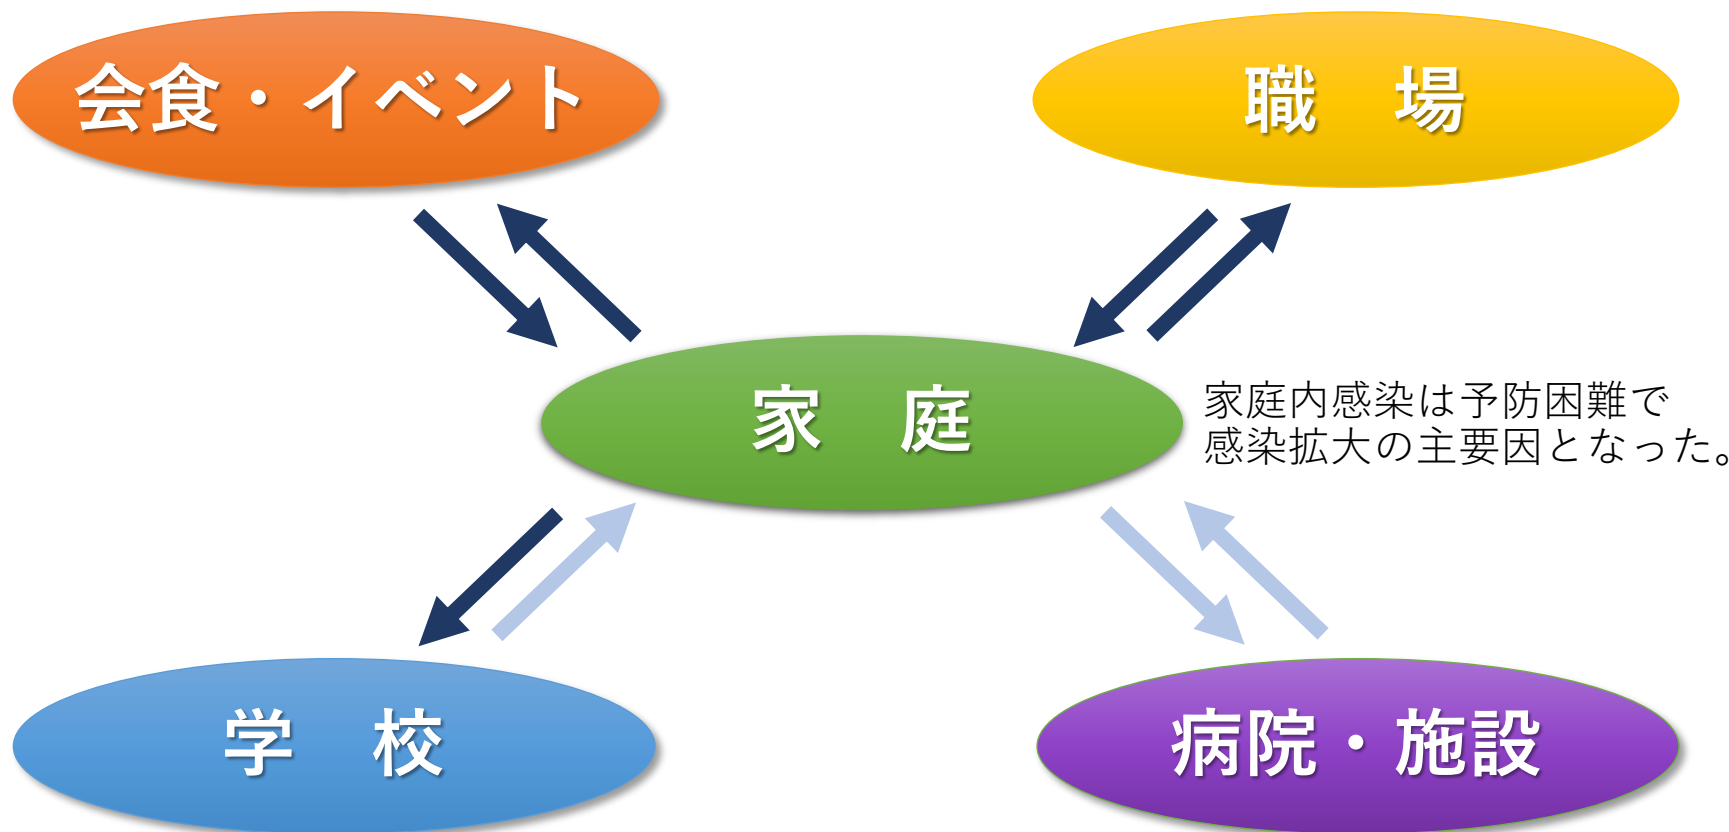 会食・イベント
職　場
家　庭
家庭内感染は予防困難で
感染拡大の主要因となった。
学　校
病院・施設